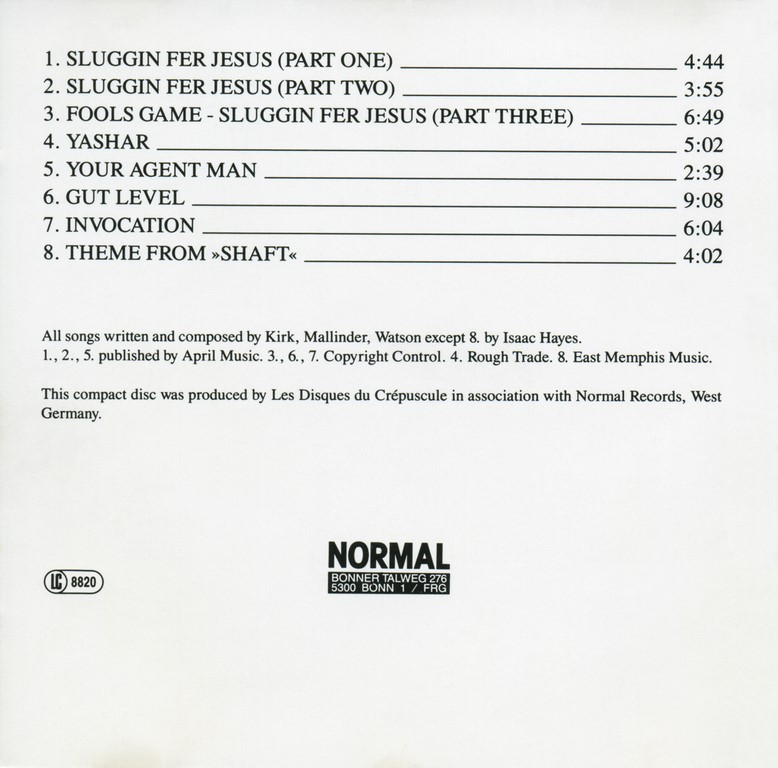 1. SLUGGIN FER JESUS (PART ONE) 4:44
2. SLUGGIN FER JESUS (PART TWO) 3:55
3. FOOLS GAME - SLUGGIN FER JESUS (PART THREE) 6:49
4. YASHAR 5:02
5. YOUR AGENT MAN 2:39
6. GUT LEVEL 9:08
7. INVOCATION 6:04
8. THEME FROM »SHAFT« 4:02
All songs written and composed by Kirk, Mallinder, Watson except 8. by Isaac Hayes.
1., 2., 5. published by April Music. 3., 6., 7. Copyright Control. 4. Rough Trade. 8. East Memphis Music.
This compact disc was produced by Les Disques du Crépuscule in association with Normal Records, West
Germany.
NORMAL
BONNER TALWEG 276
5300 BONN 1 / FRG
LC 8820